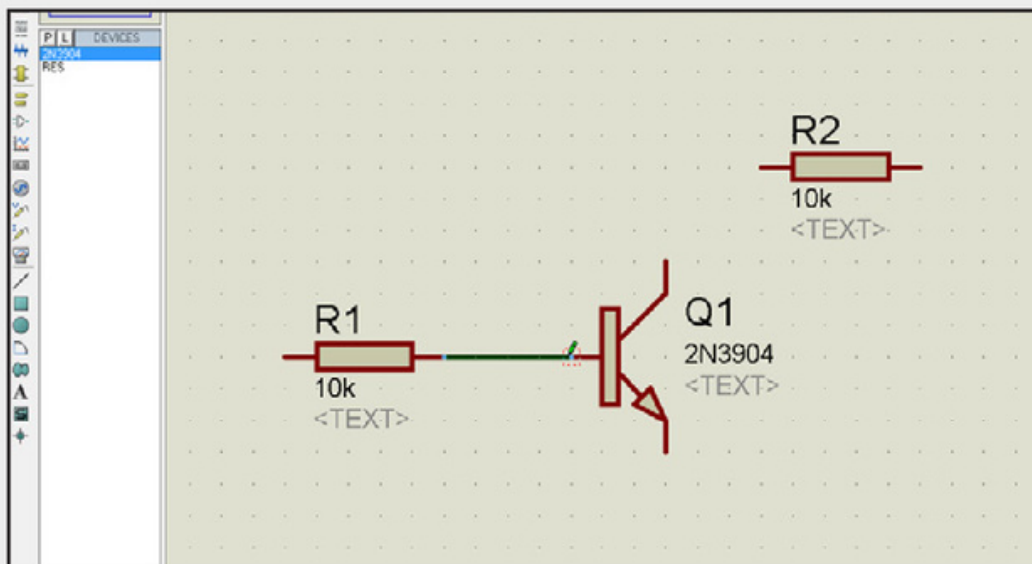 P L DEVICES
2N3904
RES
R2
10k
<TEXT>
R1
10k
<TEXT>
Q1
2N3904
<TEXT>
A